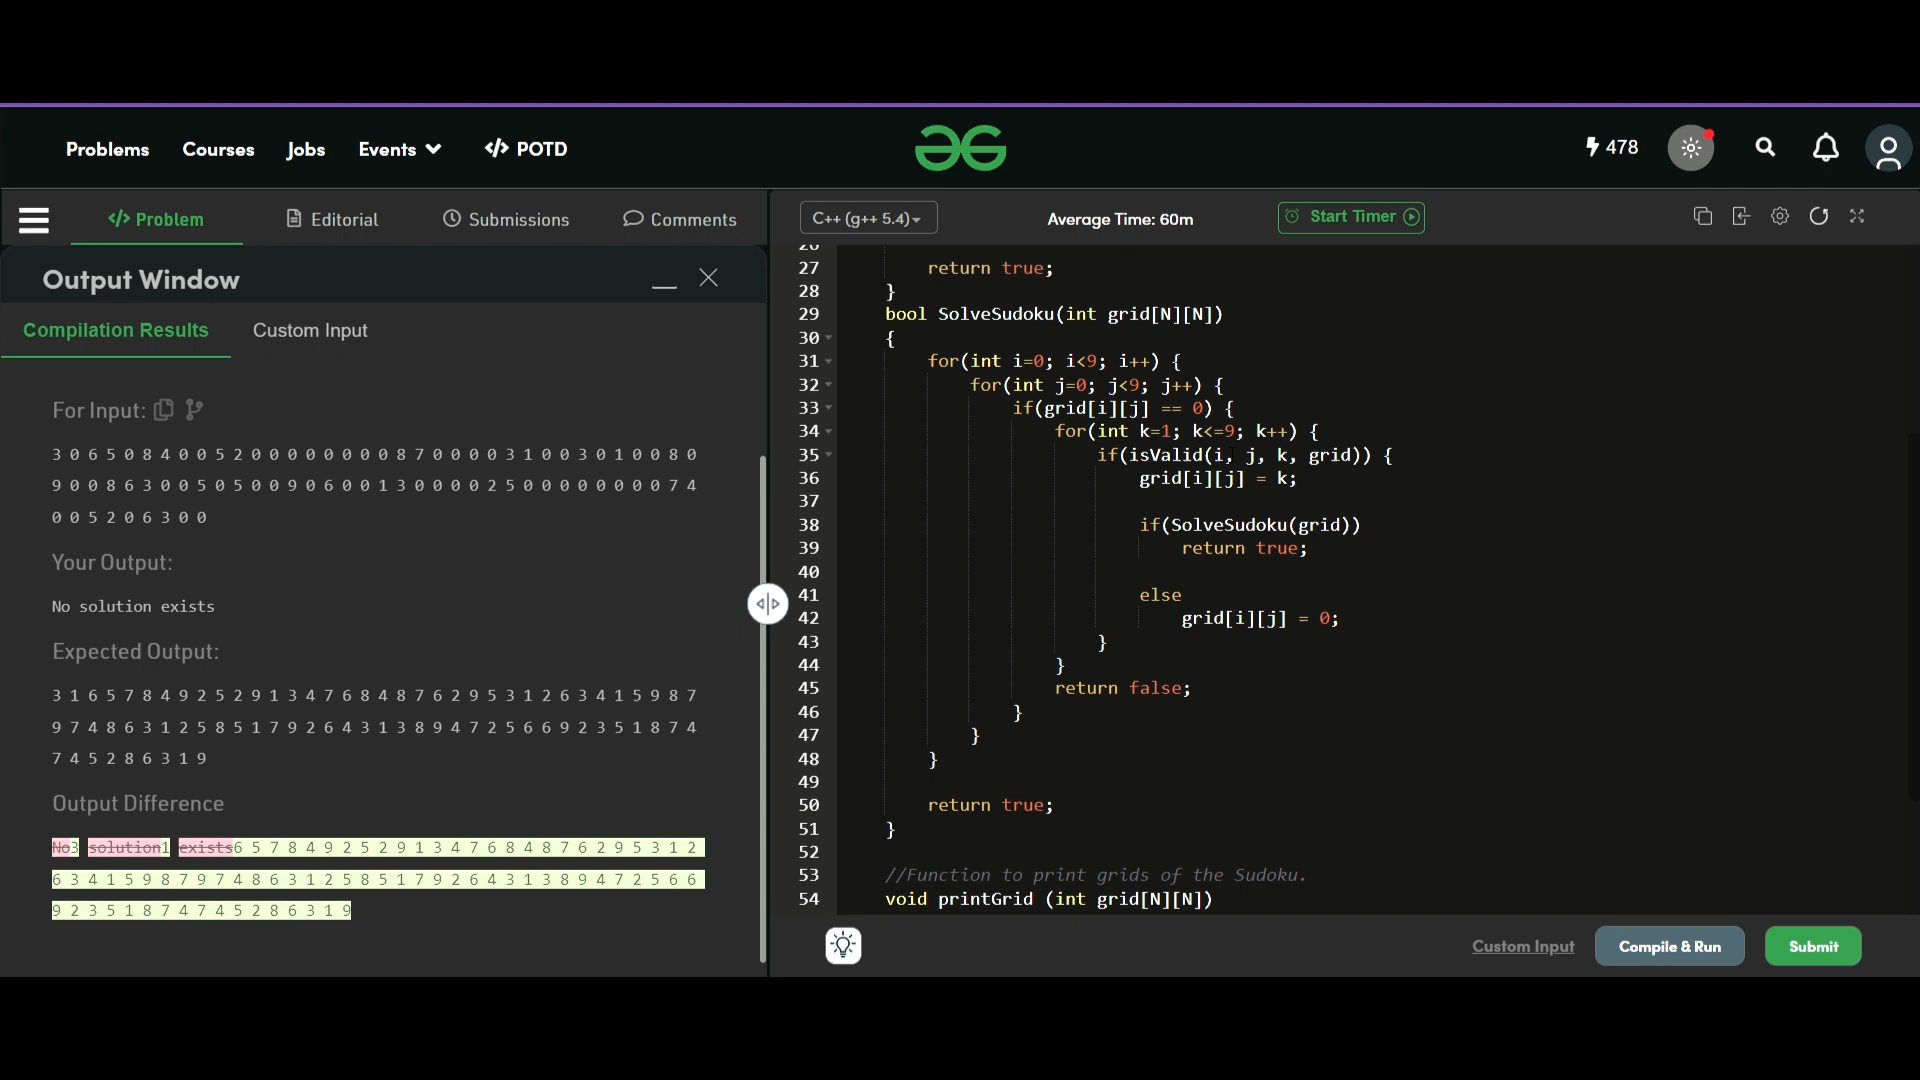 Problems Courses Jobs Events </> POTD 478
</> Problem Editorial Submissions Comments
C++ (g++ 5.4) Average Time: 60m Start Timer
Output Window
Compilation Results Custom Input
For Input:
3 0 6 5 0 8 4 0 0 5 2 0 0 0 0 0 0 0 0 8 7 0 0 0 0 3 1 0 0 3 0 1 0 0 8 0
9 0 0 8 6 3 0 0 5 0 5 0 0 9 0 6 0 0 1 3 0 0 0 0 2 5 0 0 0 0 0 0 0 0 7 4
0 0 5 2 0 6 3 0 0
Your Output:
No solution exists
Expected Output:
3 1 6 5 7 8 4 9 2 5 2 9 1 3 4 7 6 8 4 8 7 6 2 9 5 3 1 2 6 3 4 1 5 9 8 7
9 7 4 8 6 3 1 2 5 8 5 1 7 9 2 6 4 3 1 3 8 9 4 7 2 5 6 6 9 2 3 5 1 8 7 4
7 4 5 2 8 6 3 1 9
Output Difference
No3 solution1 exists6 5 7 8 4 9 2 5 2 9 1 3 4 7 6 8 4 8 7 6 2 9 5 3 1 2
6 3 4 1 5 9 8 7 9 7 4 8 6 3 1 2 5 8 5 1 7 9 2 6 4 3 1 3 8 9 4 7 2 5 6 6
9 2 3 5 1 8 7 4 7 4 5 2 8 6 3 1 9
26
27 return true;
28 }
29 bool SolveSudoku(int grid[N][N])
30 {
31 for(int i=0; i<9; i++) {
32 for(int j=0; j<9; j++) {
33 if(grid[i][j] == 0) {
34 for(int k=1; k<=9; k++) {
35 if(isValid(i, j, k, grid)) {
36 grid[i][j] = k;
37
38 if(SolveSudoku(grid))
39 return true;
40
41 else
42 grid[i][j] = 0;
43 }
44 }
45 return false;
46 }
47 }
48 }
49
50 return true;
51 }
52
53 //Function to print grids of the Sudoku.
54 void printGrid (int grid[N][N])
Custom Input Compile & Run Submit